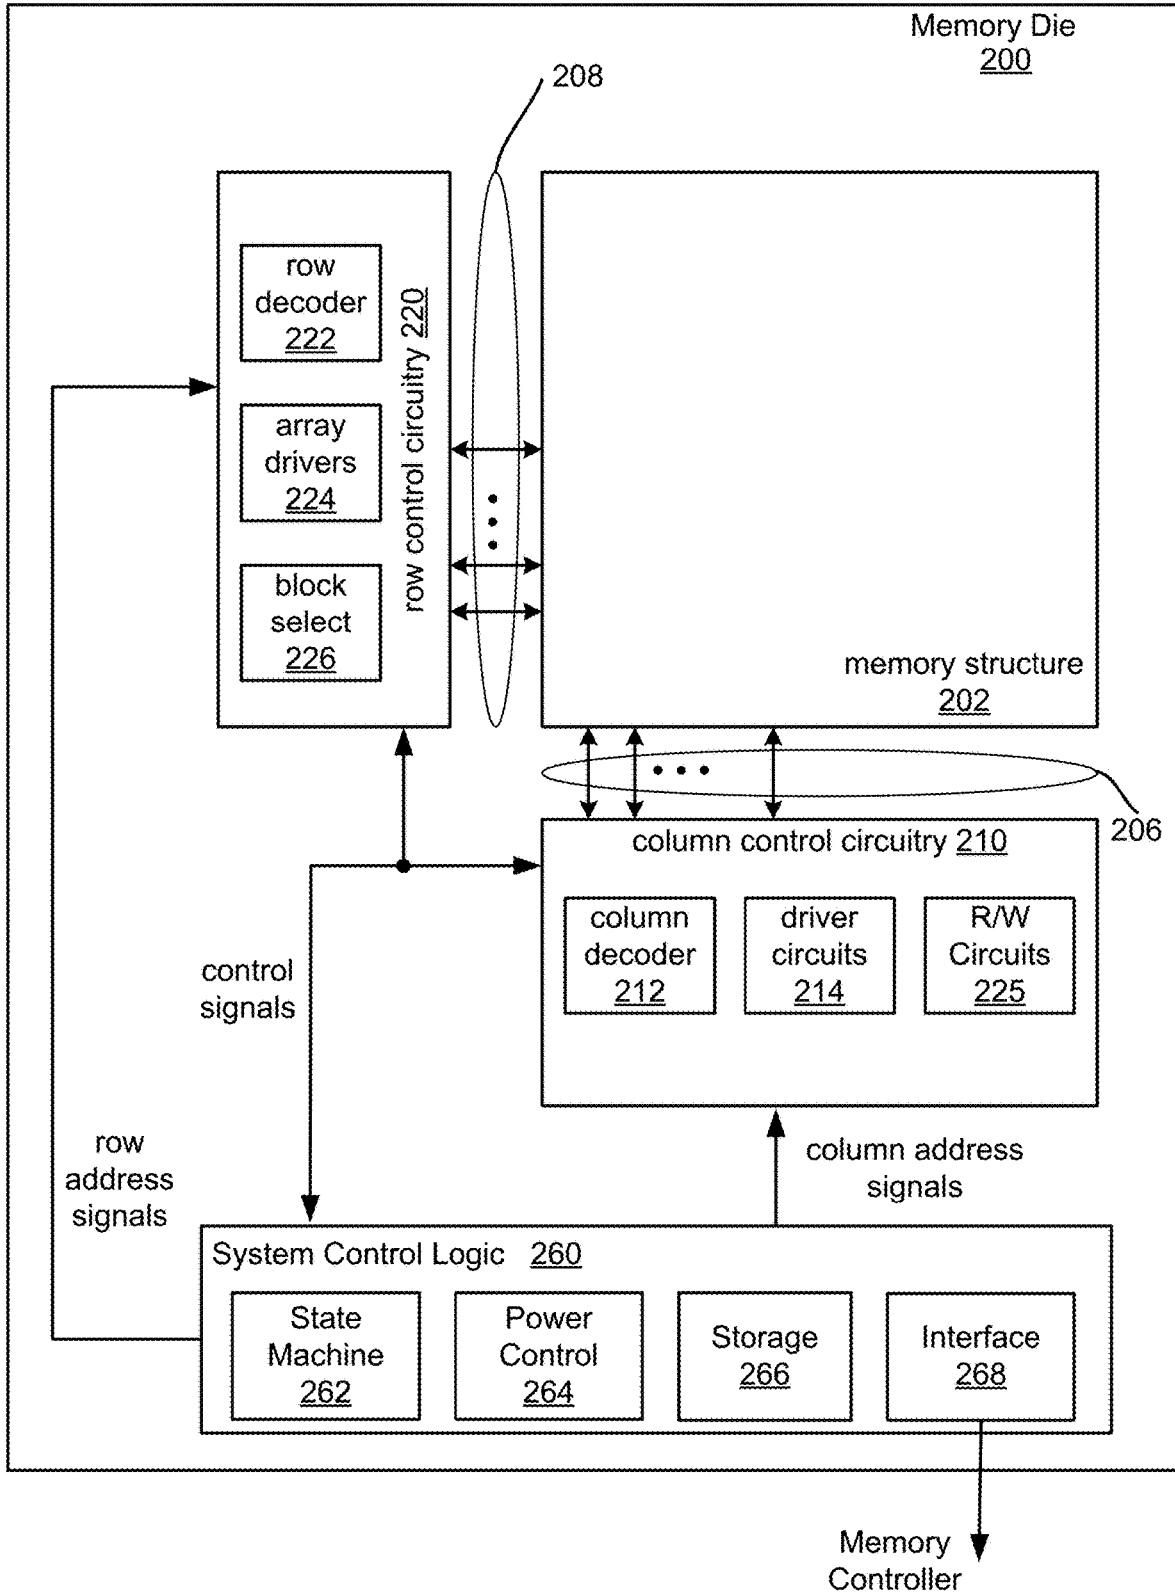 Memory Die
200
208
row
decoder
222
array
drivers
224
block
select
226
row control circuitry 220
memory structure
202
206
column control circuitry 210
column
decoder
212
driver
circuits
214
R/W
Circuits
225
control
signals
row
address
signals
column address
signals
System Control Logic 260
State
Machine
262
Power
Control
264
Storage
266
Interface
268
Memory
Controller